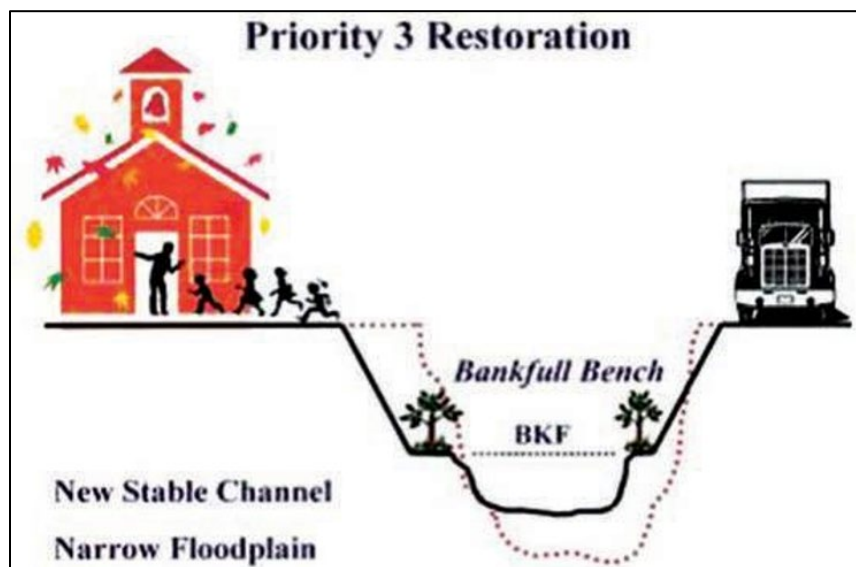 Priority 3 Restoration
Bankfull Bench
BKF
New Stable Channel
Narrow Floodplain